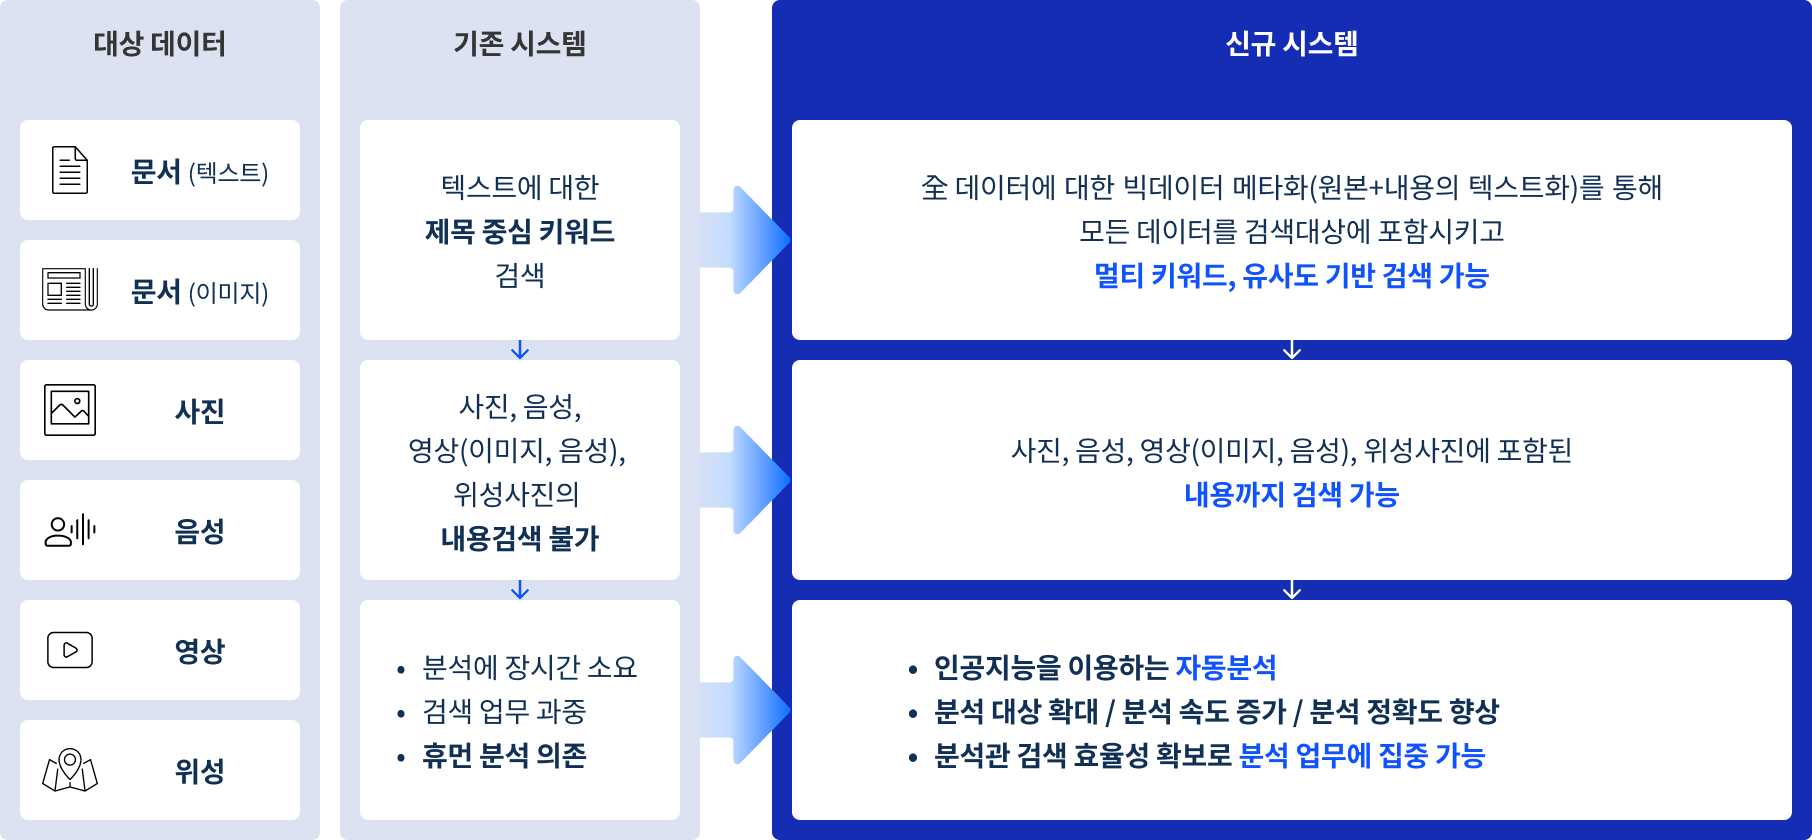 대상 데이터
문서 (텍스트)
문서 (이미지)
사진
음성
영상
위성
기존 시스템
텍스트에 대한
제목 중심 키워드
검색
사진, 음성,
영상(이미지, 음성),
위성사진의
내용검색 불가
• 분석에 장시간 소요
• 검색 업무 과중
• 휴먼 분석 의존
신규 시스템
全 데이터에 대한 빅데이터 메타화(원본+내용의 텍스트화)를 통해
모든 데이터를 검색대상에 포함시키고
멀티 키워드, 유사도 기반 검색 가능
사진, 음성, 영상(이미지, 음성), 위성사진에 포함된
내용까지 검색 가능
• 인공지능을 이용하는 자동분석
• 분석 대상 확대 / 분석 속도 증가 / 분석 정확도 향상
• 분석관 검색 효율성 확보로 분석 업무에 집중 가능